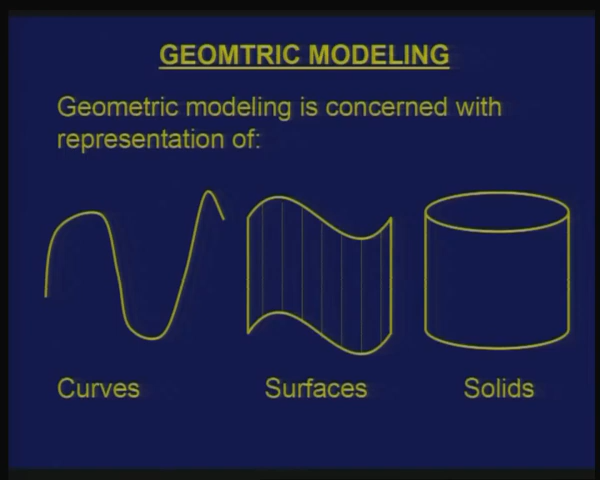 GEOMTRIC MODELING
Geometric modeling is concerned with
representation of:
Curves Surfaces Solids